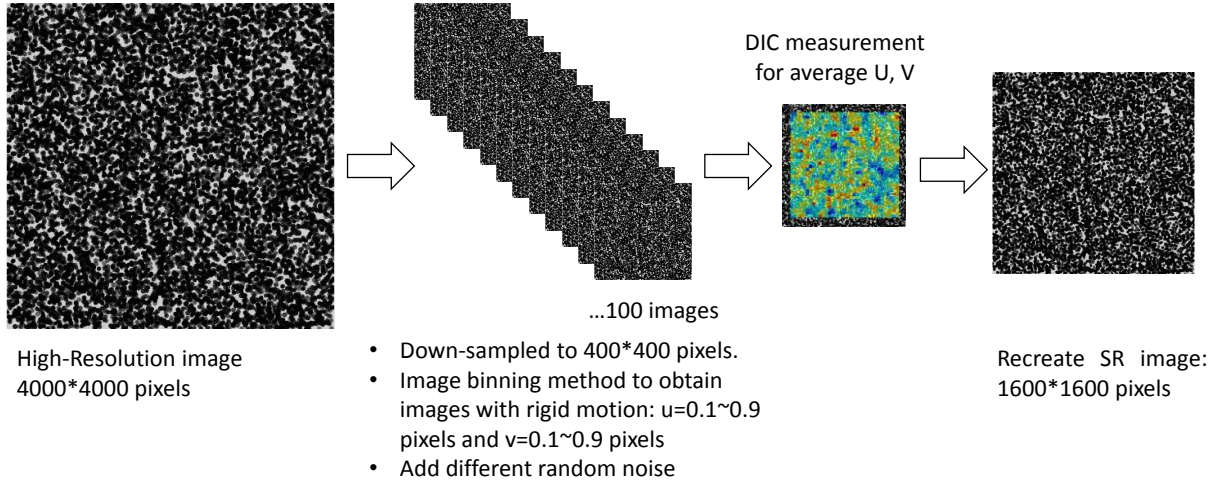 DIC measurement
for average U, V
...100 images
High-Resolution image
4000*4000 pixels
• Down-sampled to 400*400 pixels.
• Image binning method to obtain
images with rigid motion: u=0.1~0.9
pixels and v=0.1~0.9 pixels
• Add different random noise
Recreate SR image:
1600*1600 pixels